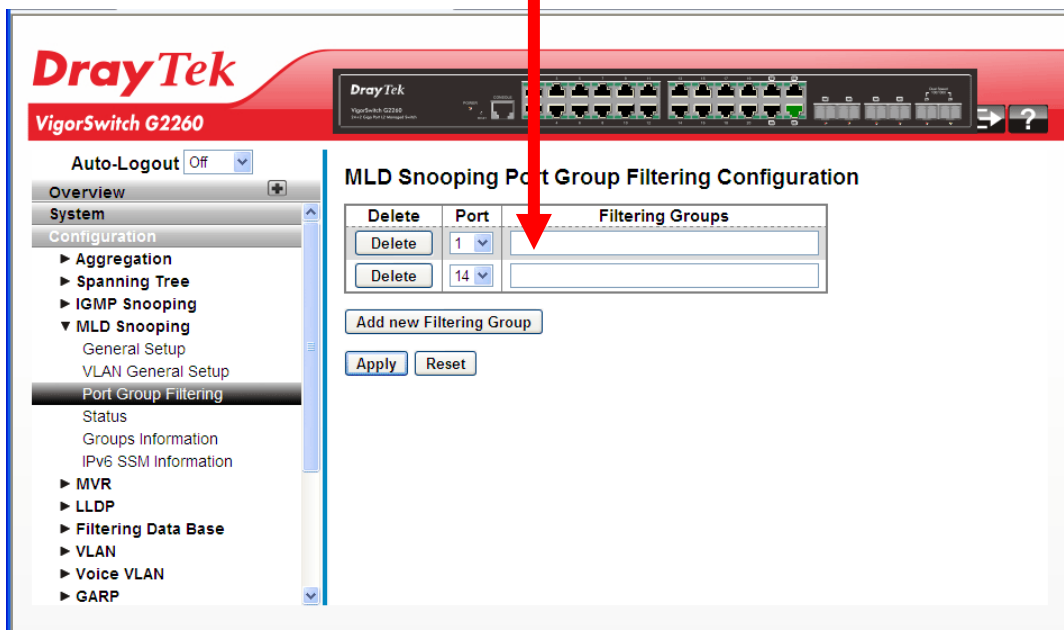 DrayTek
VigorSwitch G2260
DrayTek
VigorSwitch G2260
Auto-Logout Off
Overview
System
Configuration
Aggregation
Spanning Tree
IGMP Snooping
MLD Snooping
General Setup
VLAN General Setup
Port Group Filtering
Status
Groups Information
IPv6 SSM Information
MVR
LLDP
Filtering Data Base
VLAN
Voice VLAN
GARP
?
MLD Snooping Port Group Filtering Configuration
Delete Port Filtering Groups
Delete 1
Delete 14
Add new Filtering Group
Apply Reset